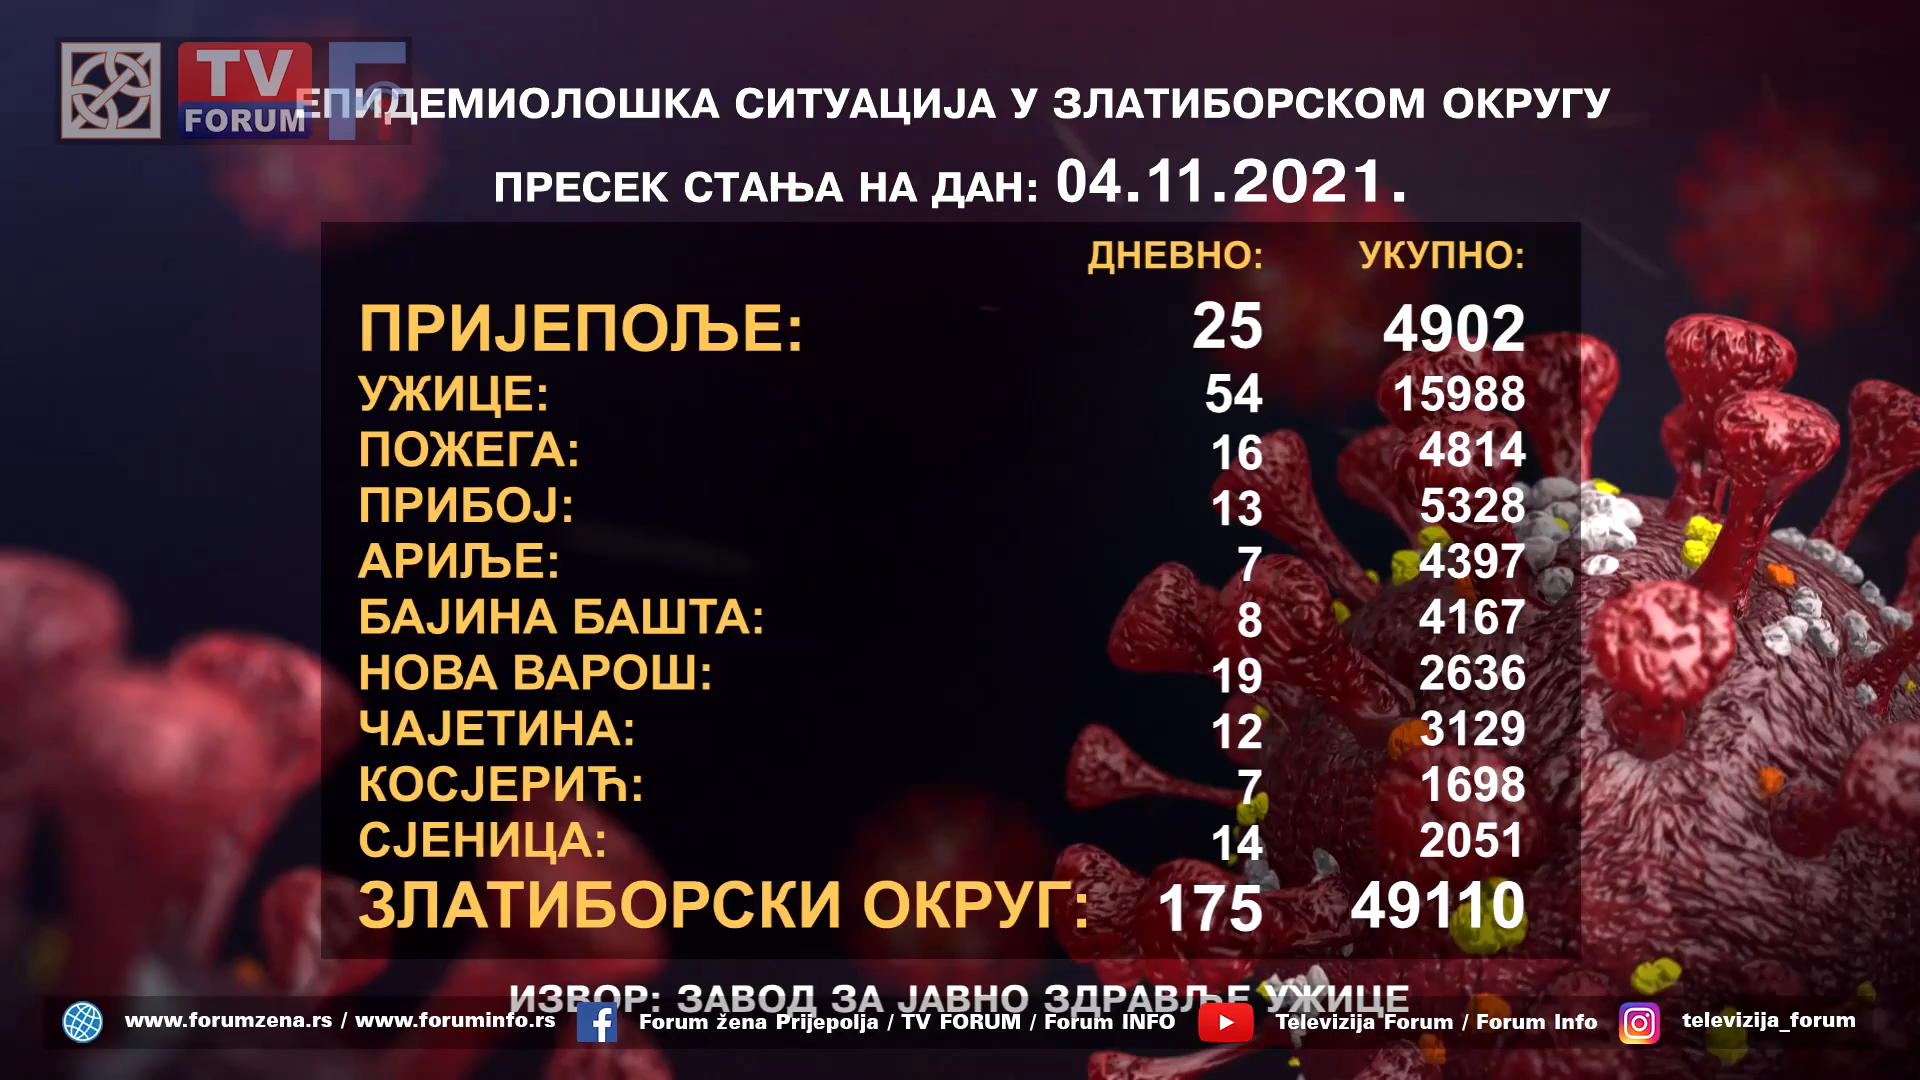 TV
FORUM
ЕПИДЕМИОЛОШКА СИТУАЦИЈА У ЗЛАТИБОРСКОМ ОКРУГУ
ПРЕСЕК СТАЊА НА ДАН: 04.11.2021.
ДНЕВНО: УКУПНО:
ПРИЈЕПОЉЕ: 25 4902
УЖИЦЕ: 54 15988
ПОЖЕГА: 16 4814
ПРИБОЈ: 13 5328
АРИЉЕ: 7 4397
БАЈИНА БАШТА: 8 4167
НОВА ВАРОШ: 19 2636
ЧАЈЕТИНА: 12 3129
КОСЈЕРИЋ: 7 1698
СЈЕНИЦА: 14 2051
ЗЛАТИБОРСКИ ОКРУГ: 175 49110
ИЗВОР: ЗАВОД ЗА ЈАВНО ЗДРАВЉЕ УЖИЦЕ
www.forumzena.rs / www.foruminfo.rs Forum žena Prijepolja / TV FORUM / Forum INFO Televizija Forum / Forum Info televizija_forum